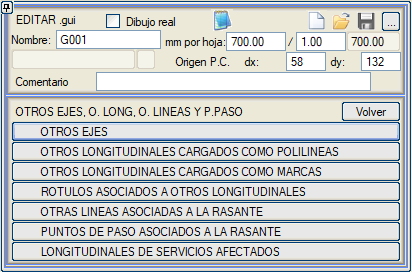 EDITAR .gui Dibujo real ...
Nombre: G001 mm por hoja: 700.00 / 1.00 700.00
Origen P.C. dx: 58 dy: 132
Comentario
OTROS EJES, O. LONG, O. LINEAS Y P.PASO Volver
OTROS EJES
OTROS LONGITUDINALES CARGADOS COMO POLILINEAS
OTROS LONGITUDINALES CARGADOS COMO MARCAS
ROTULOS ASOCIADOS A OTROS LONGITUDINALES
OTRAS LINEAS ASOCIADAS A LA RASANTE
PUNTOS DE PASO ASOCIADOS A LA RASANTE
LONGITUDINALES DE SERVICIOS AFECTADOS